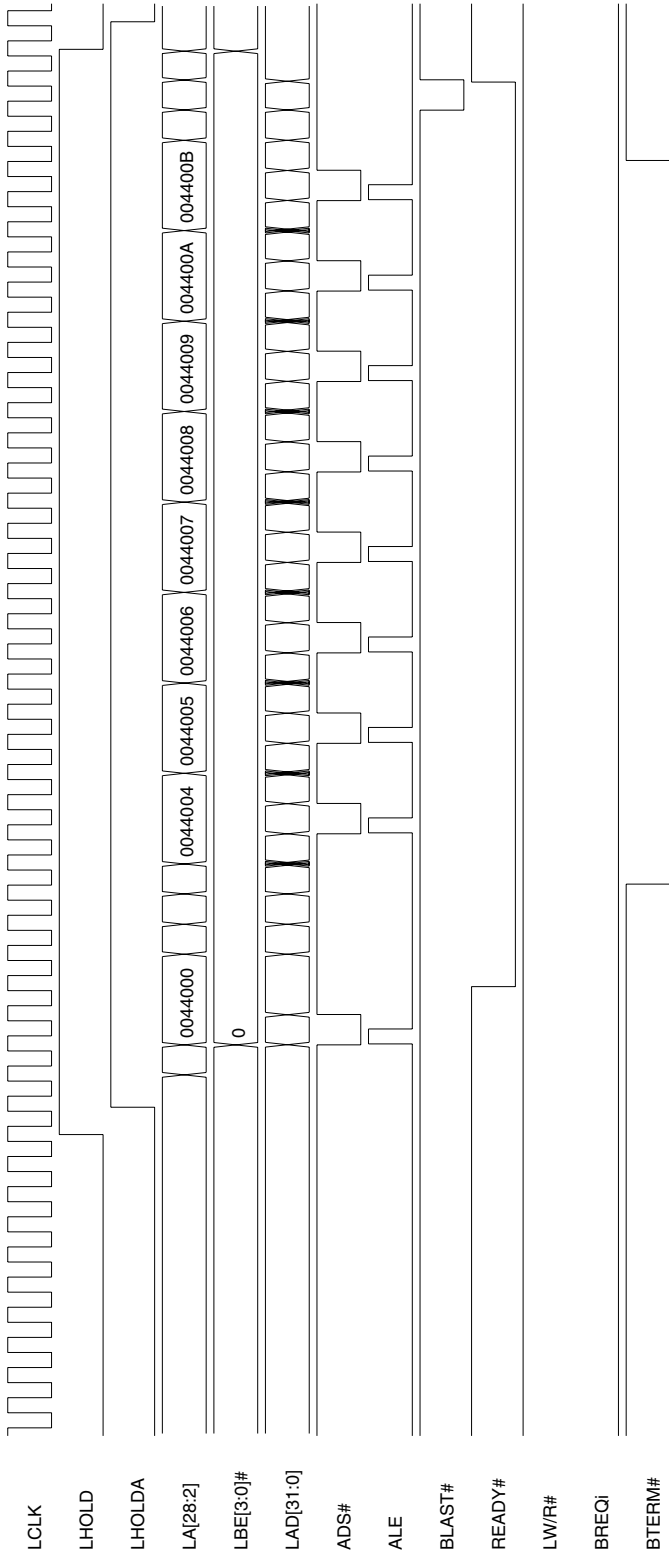 LCLK
LHOLD
LHOLDA
LA[28:2]
0044000
0044004
0044005
0044006
0044007
0044008
0044009
004400A
004400B
LBE[3:0]#
0
LAD[31:0]
ADS#
ALE
BLAST#
READY#
LW/R#
BREQi
BTERM#